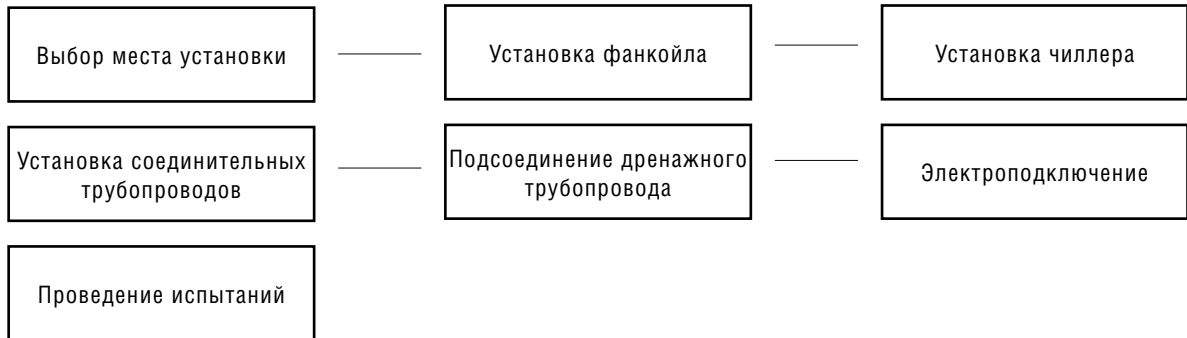 Выбор места установки
Установка фанкойла
Установка чиллера
Установка соединительных
трубопроводов
Подсоединение дренажного
трубопровода
Электроподключение
Проведение испытаний